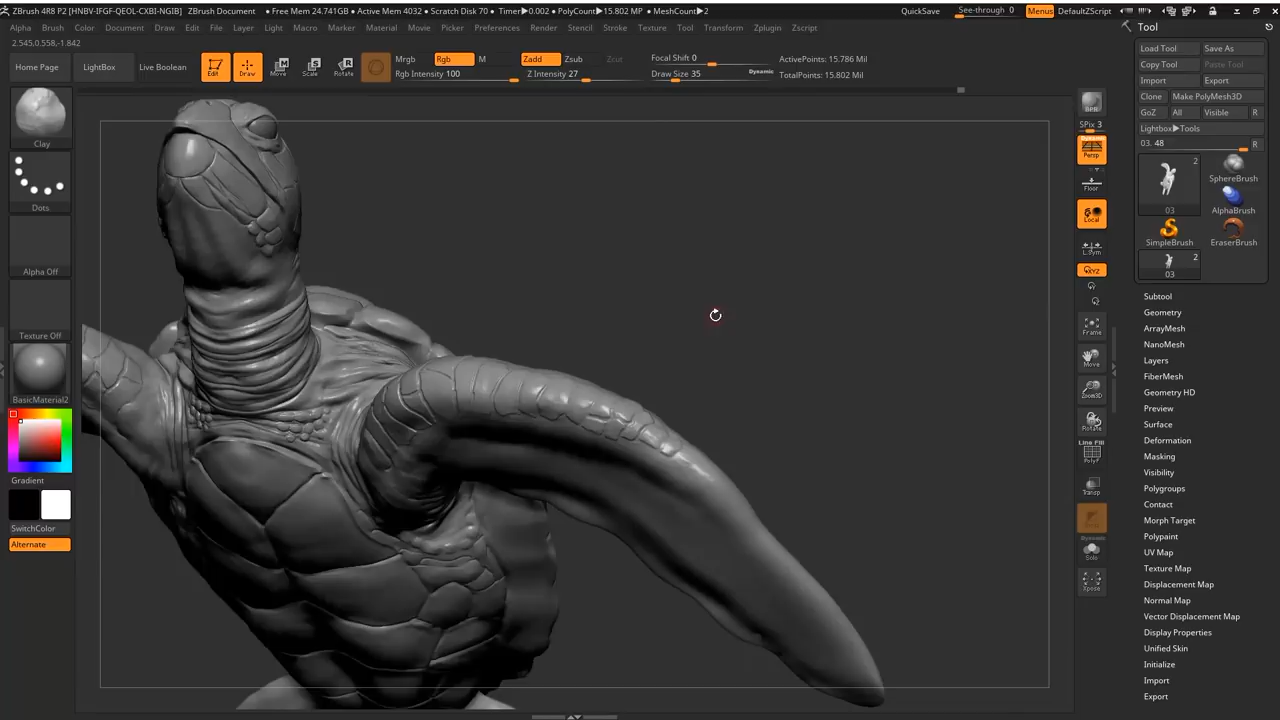 ZBrush 4R8 P2 [HNBV-IFGF-QEOL-CXBI-NGIB] ZBrush Document • Free Mem 24.741GB • Active Mem 4032 • Scratch Disk 70 • Timer▶0.002 • PolyCount▶15.802 MP • MeshCount▶2 QuickSave See-through 0 Menus DefaultZScript
Alpha Brush Color Document Draw Edit File Layer Light Macro Marker Material Movie Picker Preferences Render Stencil Stroke Texture Tool Transform Zplugin Zscript
2.545,0.558,-1.842
Home Page LightBox Live Boolean
Edit Draw Move Scale Rotate
Mrgb Rgb M
Rgb Intensity 100
Zadd Zsub Zcut
Z Intensity 27
Focal Shift 0
Draw Size 35 Dynamic
ActivePoints: 15.786 Mil
TotalPoints: 15.802 Mil
Clay
Dots
Alpha Off
Texture Off
BasicMaterial2
Gradient
SwitchColor
Alternate
BPR
SPix 3
Dynamic
Persp
Floor
Local
L.Sym
XYZ
Frame
Move
Zoom3D
Rotate
Line Fill
PolyF
Transp
Dynamic
Solo
Xpose
Tool
Load Tool Save As
Copy Tool Paste Tool
Import Export
Clone Make PolyMesh3D
GoZ All Visible R
Lightbox▶Tools
03. 48 R
2
03
SphereBrush
AlphaBrush
SimpleBrush EraserBrush
2
03
Subtool
Geometry
ArrayMesh
NanoMesh
Layers
FiberMesh
Geometry HD
Preview
Surface
Deformation
Masking
Visibility
Polygroups
Contact
Morph Target
Polypaint
UV Map
Texture Map
Displacement Map
Normal Map
Vector Displacement Map
Display Properties
Unified Skin
Initialize
Import
Export